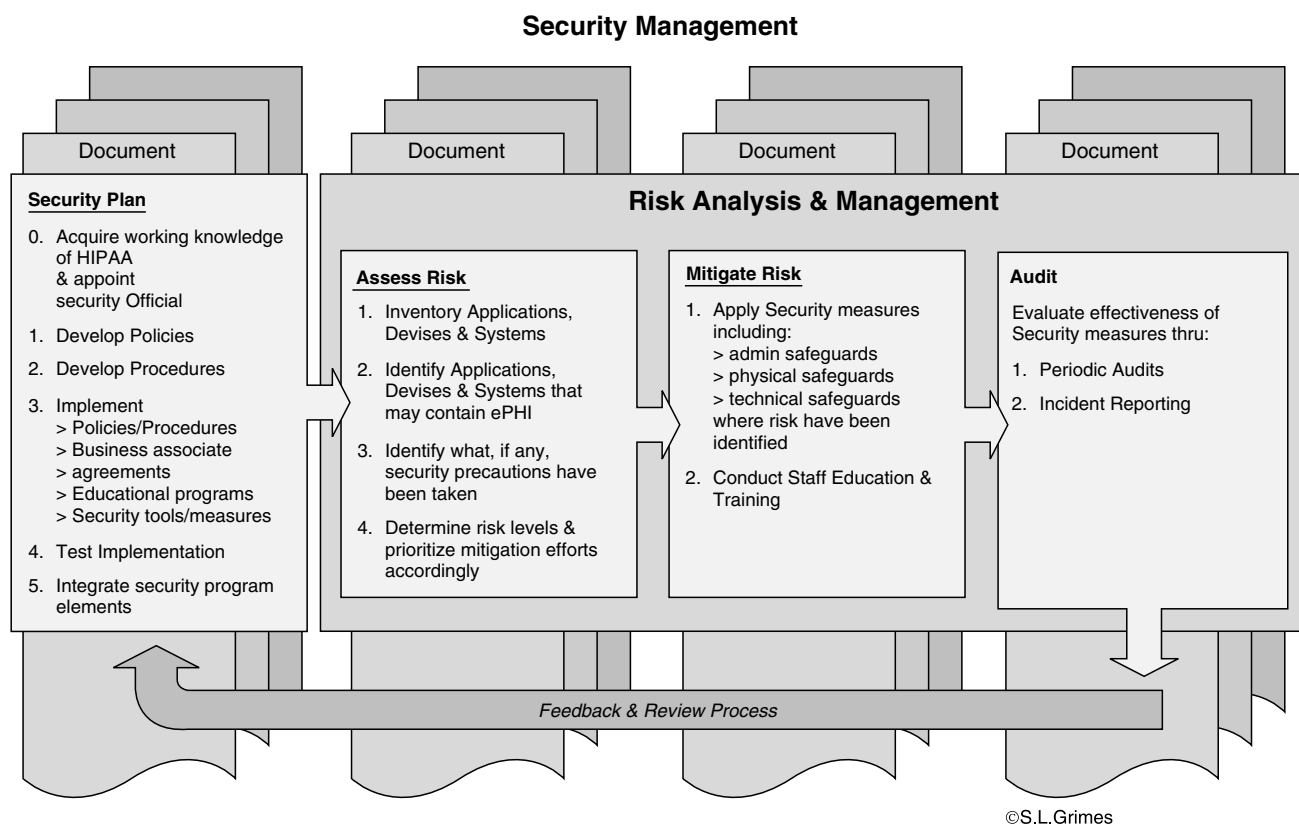 Security Management
Document
Document
Document
Document
Security Plan
0. Acquire working knowledge
of HIPAA
& appoint
security Official
1. Develop Policies
2. Develop Procedures
3. Implement
> Policies/Procedures
> Business associate
> agreements
> Educational programs
> Security tools/measures
4. Test Implementation
5. Integrate security program
elements
Risk Analysis & Management
Assess Risk
1. Inventory Applications,
Devises & Systems
2. Identify Applications,
Devises & Systems that
may contain ePHI
3. Identify what, if any,
security precautions have
been taken
4. Determine risk levels &
prioritize mitigation efforts
accordingly
Mitigate Risk
1. Apply Security measures
including:
> admin safeguards
> physical safeguards
> technical safeguards
where risk have been
identified
2. Conduct Staff Education &
Training
Audit
Evaluate effectiveness of
Security measures thru:
1. Periodic Audits
2. Incident Reporting
Feedback & Review Process
©S.L.Grimes